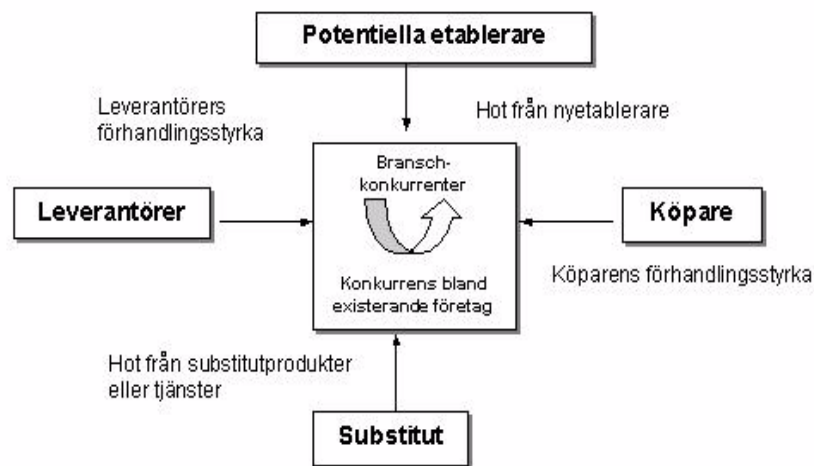 Potentiella etablerare
Leverantörers
förhandlingsstyrka
Hot från nyetablerare
Bransch-
konkurrenter
Leverantörer
Köpare
Konkurrens bland
existerande företag
Köparens förhandlingsstyrka
Hot från substitutprodukter
eller tjänster
Substitut